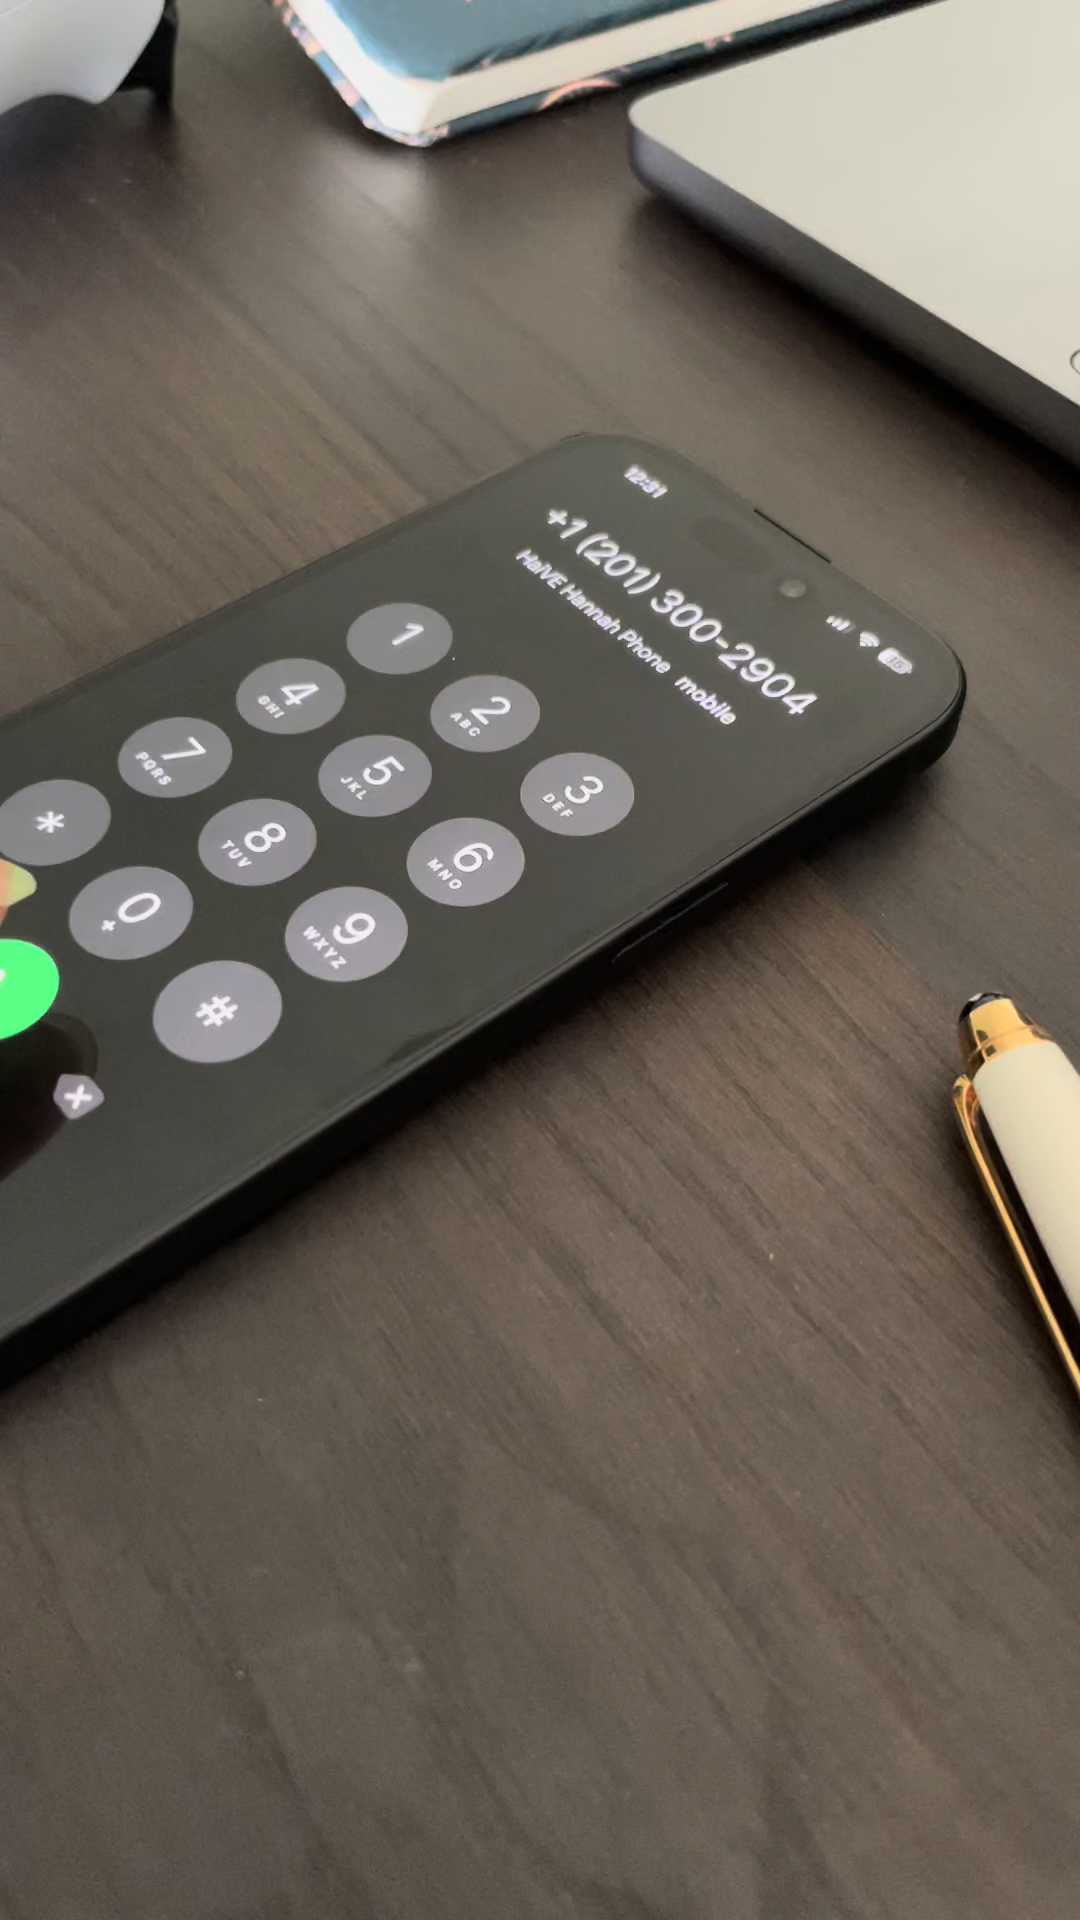 12:31
+1 (201) 300-2904
HaiVE Hannah Phone mobile
35
1
2
ABC
3
DEF
4
GHI
5
JKL
6
MNO
7
PQRS
8
TUV
9
WXYZ
*
0
+
#